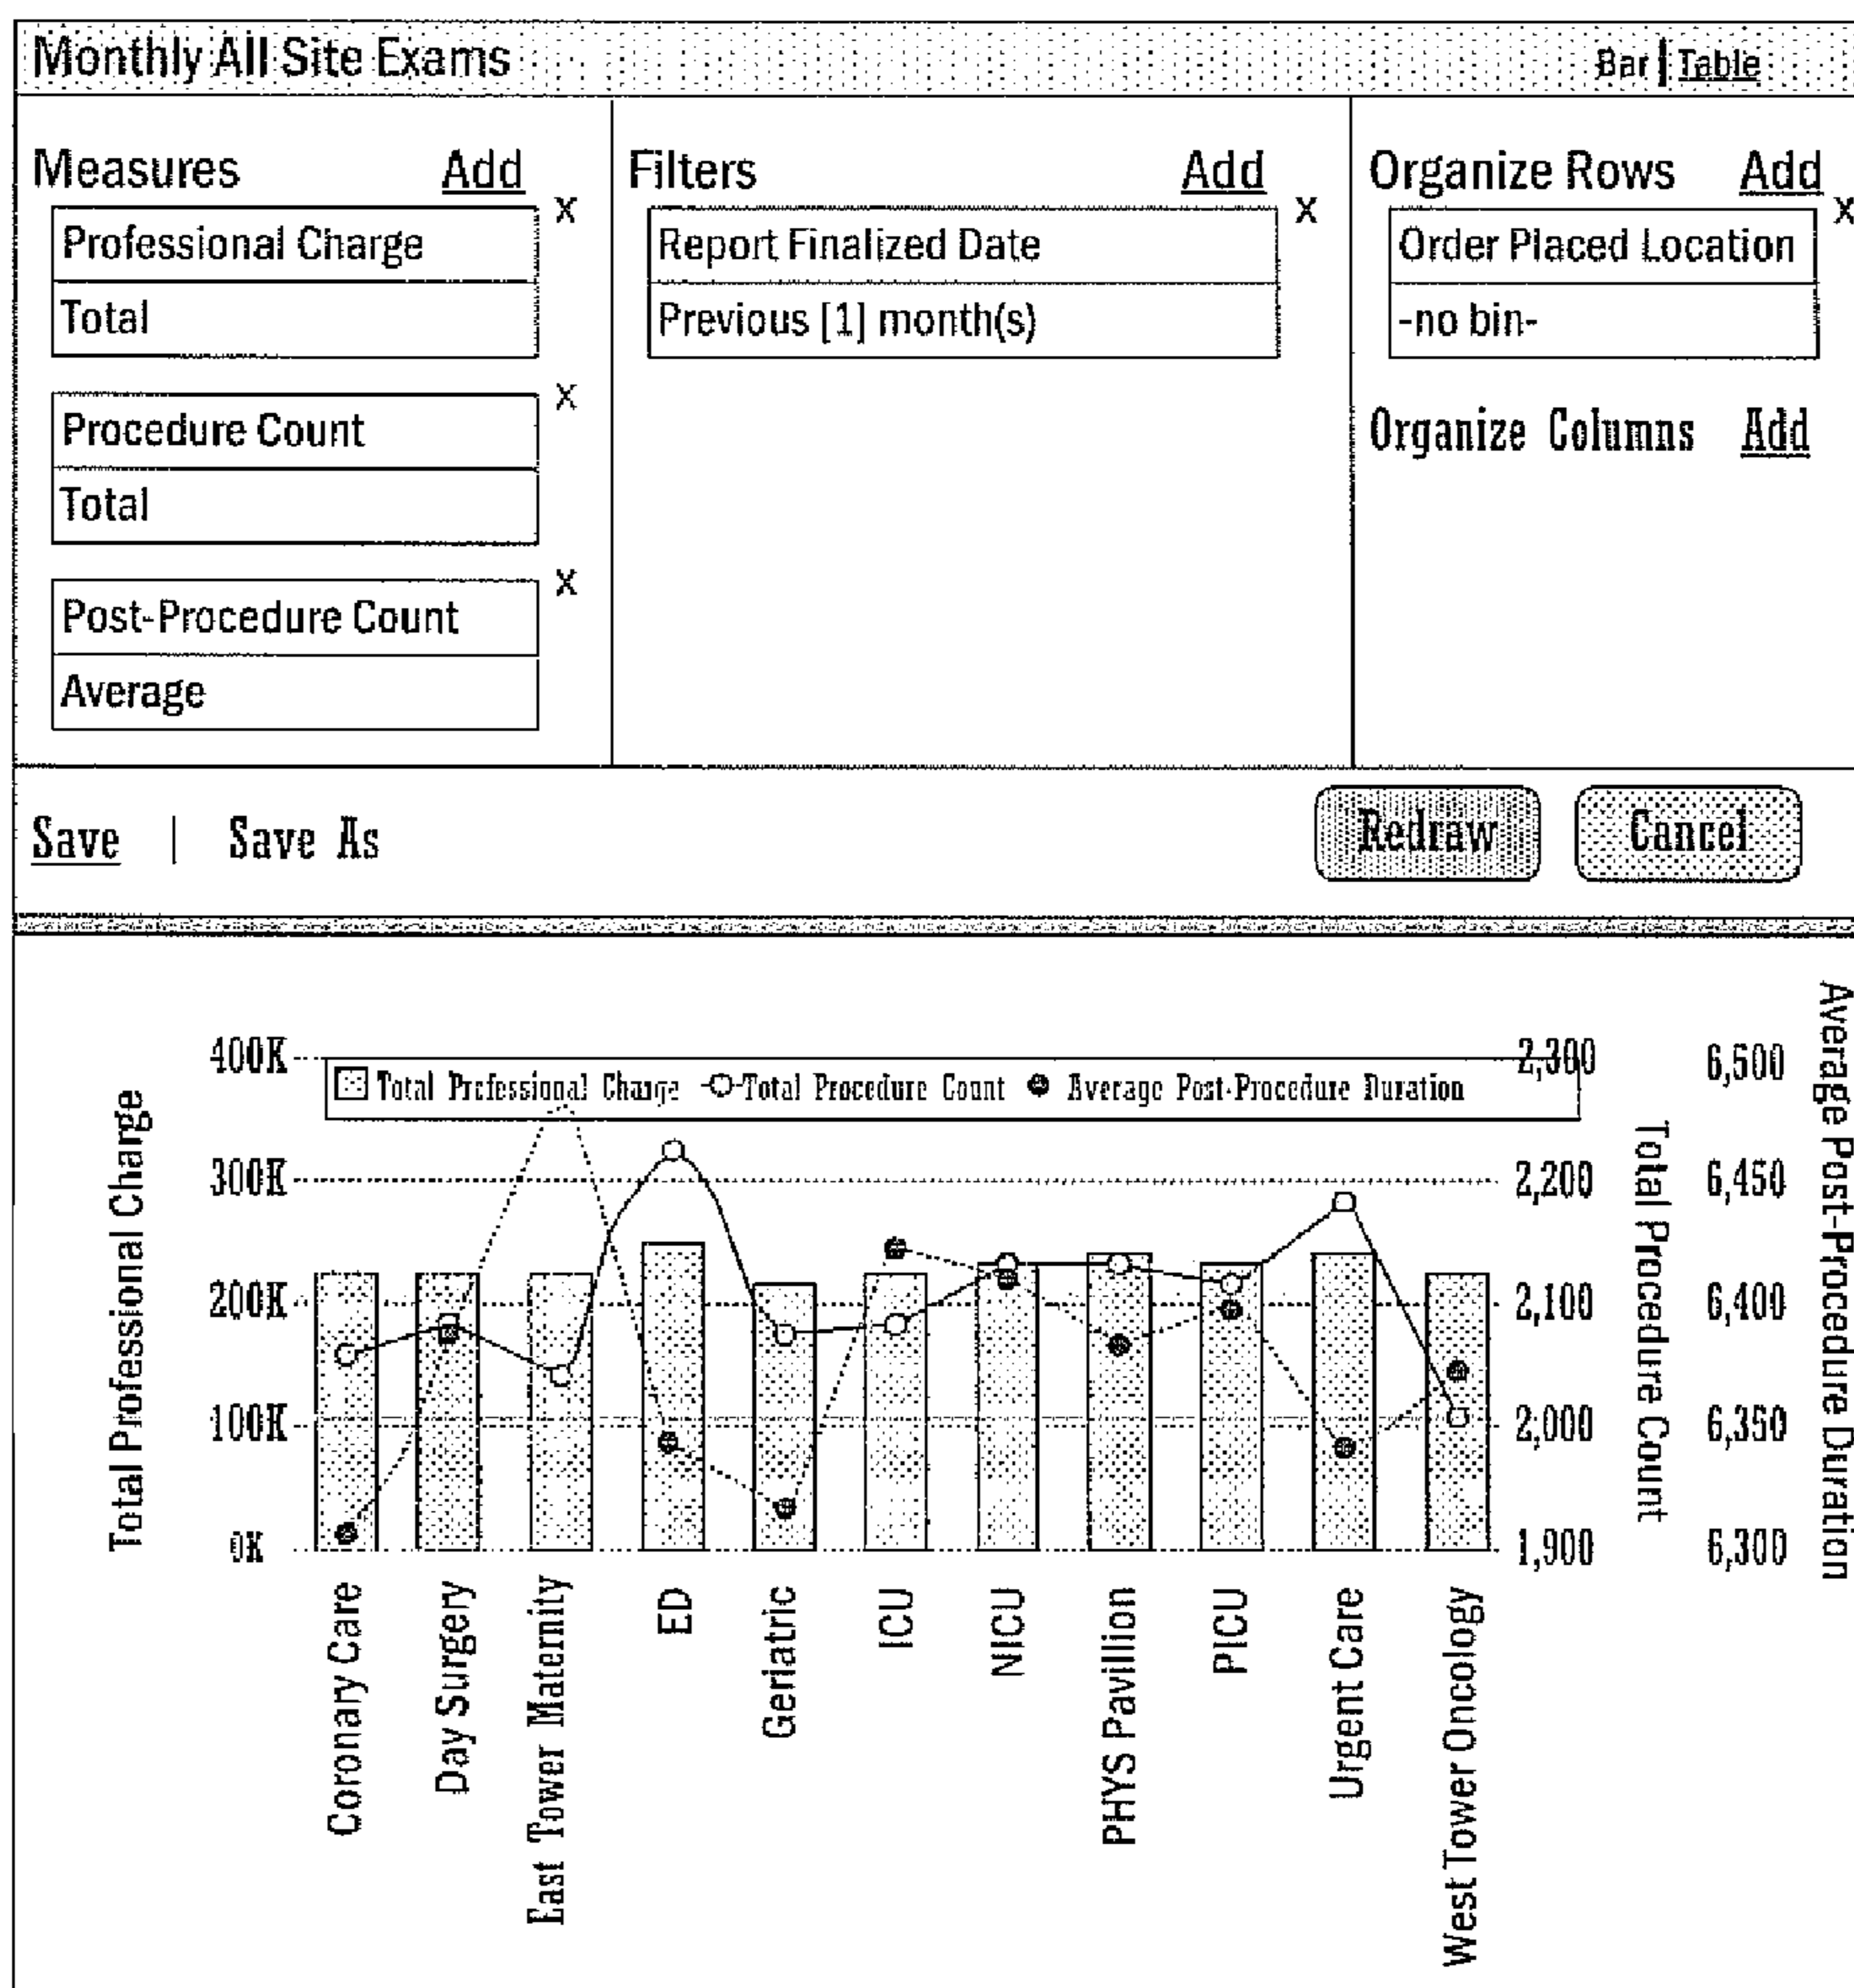 Monthly All Site Exams
Bar | Table
Measures Add
X
Professional Charge
Total
X
Procedure Count
Total
X
Post-Procedure Count
Average
Filters Add
X
Report Finalized Date
Previous [1] month(s)
Organize Rows Add
X
Order Placed Location
-no bin-
Organize Columns Add
Save | Save As
Redraw
Cancel
Total Professional Charge
400K
300K
200K
100K
0K
Total Professional Charge Total Procedure Count Average Post-Procedure Duration
2,300
2,200
2,100
2,000
1,900
Total Procedure Count
6,500
6,450
6,400
6,350
6,300
Average Post-Procedure Duration
Coronary Care
Day Surgery
East Tower Maternity
ED
Geriatric
ICU
NICU
PHYS Pavillion
PICU
Urgent Care
West Tower Oncology